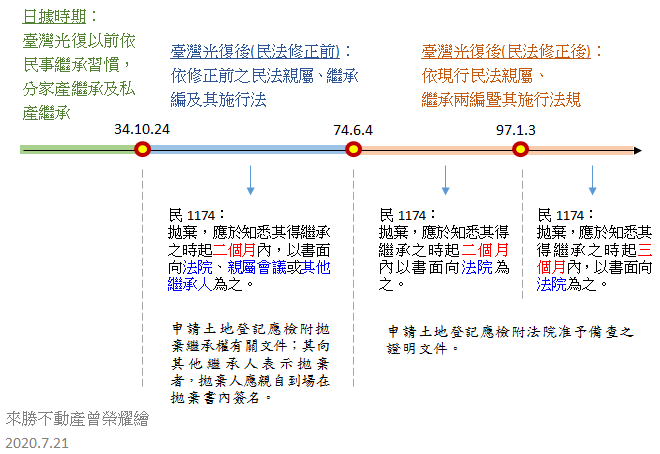 日據時期：
臺灣光復以前依
民事繼承習慣，
分家產繼承及私
產繼承
臺灣光復後(民法修正前)：
依修正前之民法親屬、繼承
編及其施行法
臺灣光復後(民法修正後)：
依現行民法親屬、
繼承兩編暨其施行法規
34.10.24
74.6.4
97.1.3
民 1174：
拋棄，應於知悉其得繼承
之時起二個月內，以書面
向法院、親屬會議或其他
繼承人為之。
民 1174：
拋棄，應於知悉其得
繼承之時起二個月
內以書面向法院為
之。
民 1174：
拋棄，應於知悉其
得繼承之時起三
個月內，以書面向
法院為之。
申請土地登記應檢附拋
棄繼承權有關文件；其向
其他繼承人表示拋棄
者，拋棄人應親自到場在
拋棄書內簽名。
申請土地登記應檢附法院准予備查之
證明文件。
來勝不動產曾榮耀繪
2020.7.21